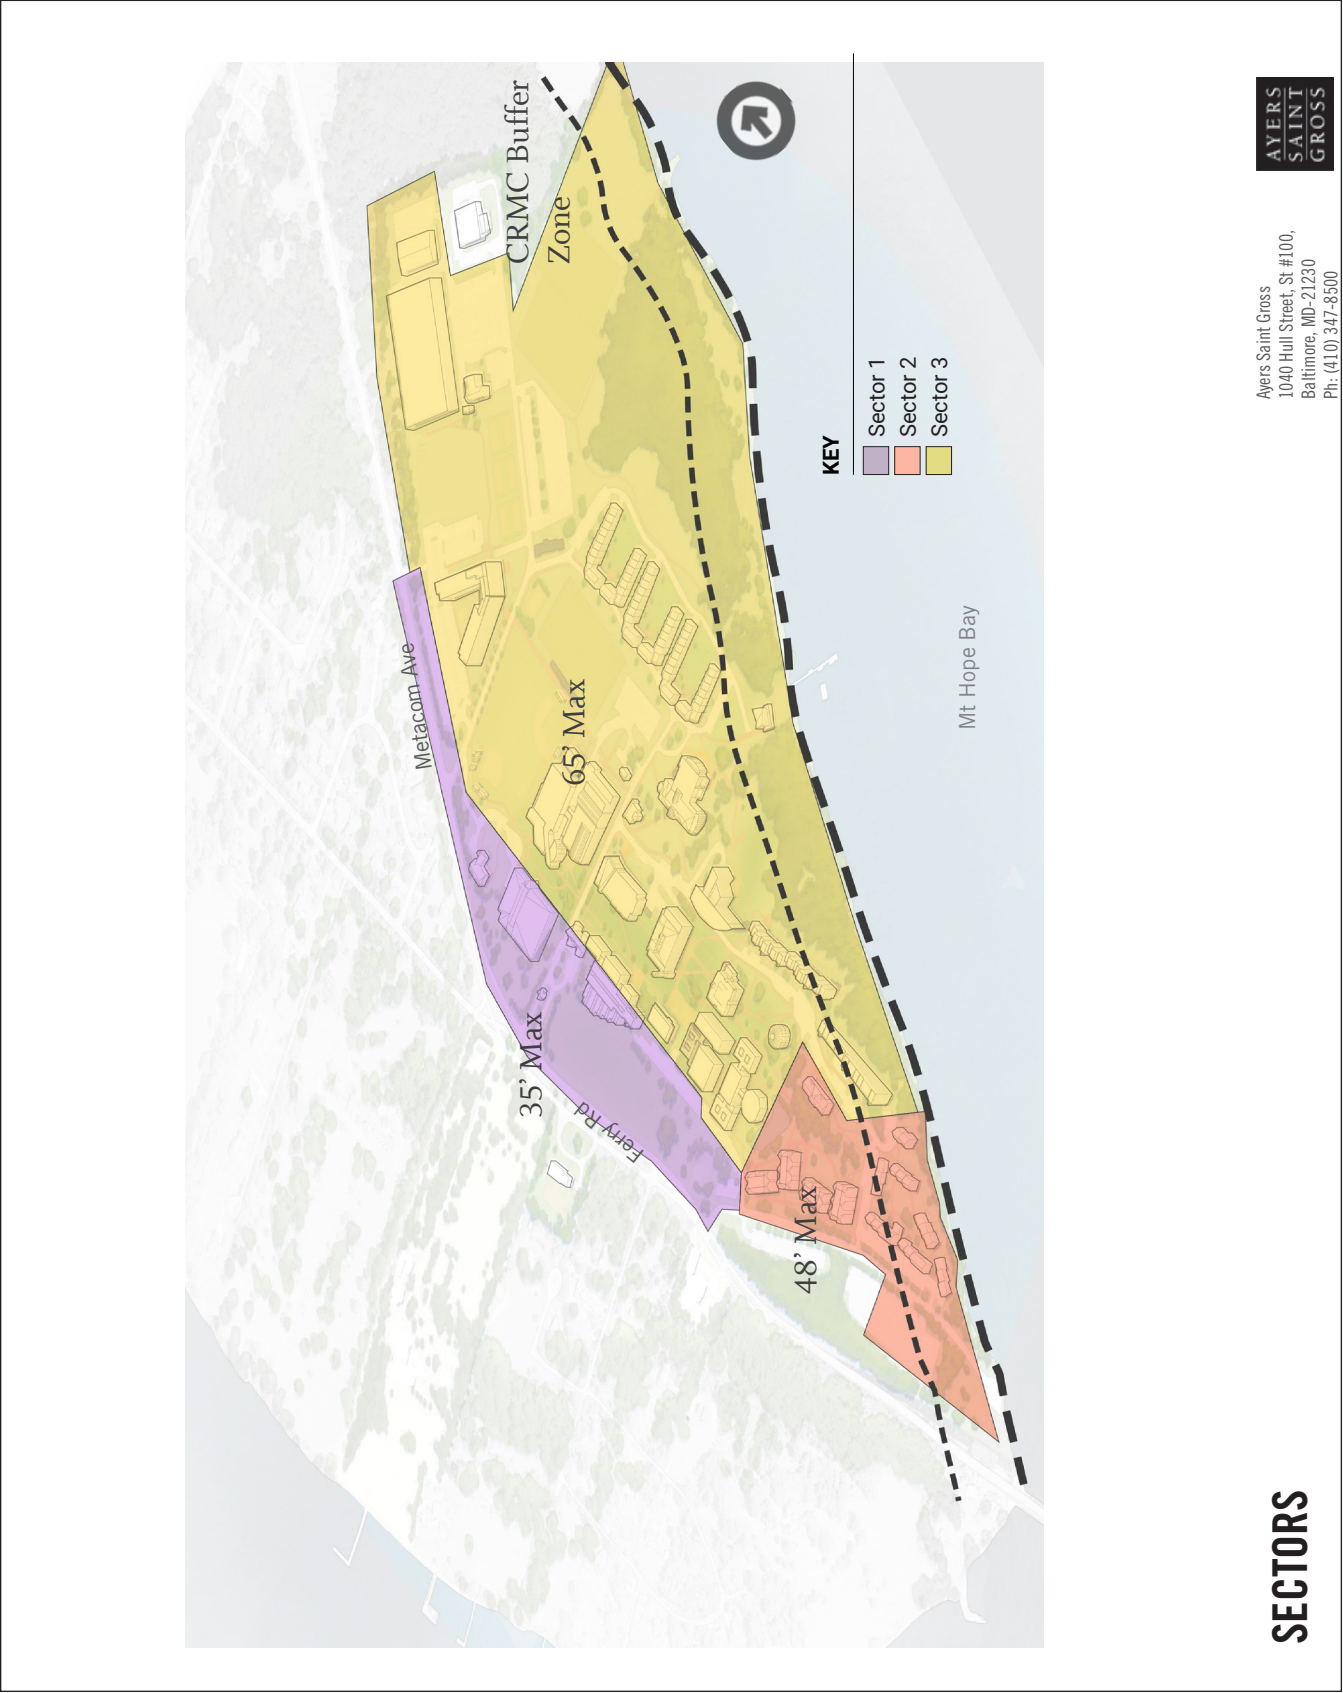 CRMC Buffer
Zone
Metacom Ave
65’ Max
35’ Max
Ferry Rd
48’ Max
KEY
Sector 1
Sector 2
Sector 3
Mt Hope Bay
SECTORS
Ayers Saint Gross
1040 Hull Street, St #100,
Baltimore, MD-21230
Ph: (410) 347-8500
AYERS
SAINT
GROSS